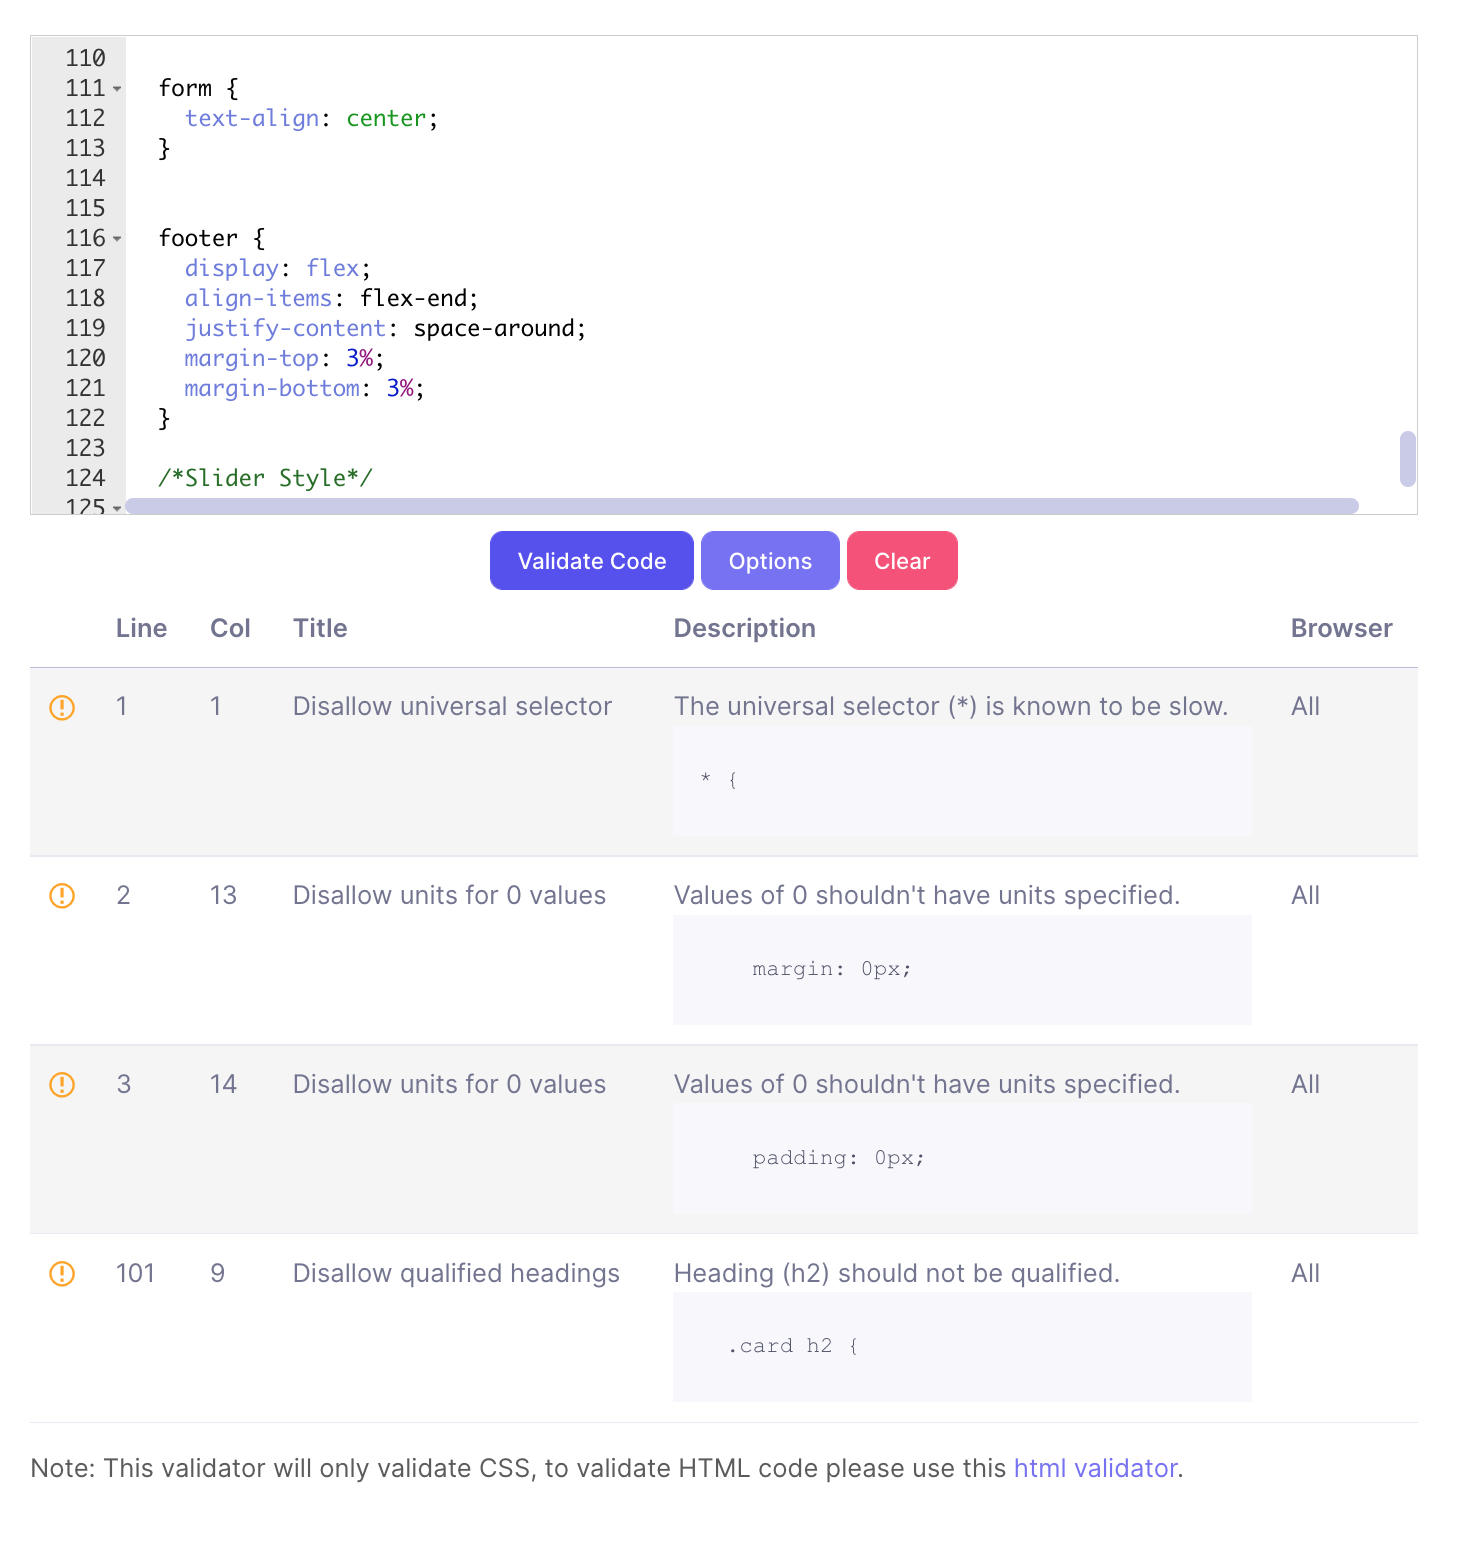 110
111 form {
112 text-align: center;
113 }
114
115
116 footer {
117 display: flex;
118 align-items: flex-end;
119 justify-content: space-around;
120 margin-top: 3%;
121 margin-bottom: 3%;
122 }
123
124 /*Slider Style*/
125
Validate Code Options Clear
Line Col Title Description Browser
1 1 Disallow universal selector The universal selector (*) is known to be slow. All
* {
2 13 Disallow units for 0 values Values of 0 shouldn't have units specified. All
margin: 0px;
3 14 Disallow units for 0 values Values of 0 shouldn't have units specified. All
padding: 0px;
101 9 Disallow qualified headings Heading (h2) should not be qualified. All
.card h2 {
Note: This validator will only validate CSS, to validate HTML code please use this html validator.